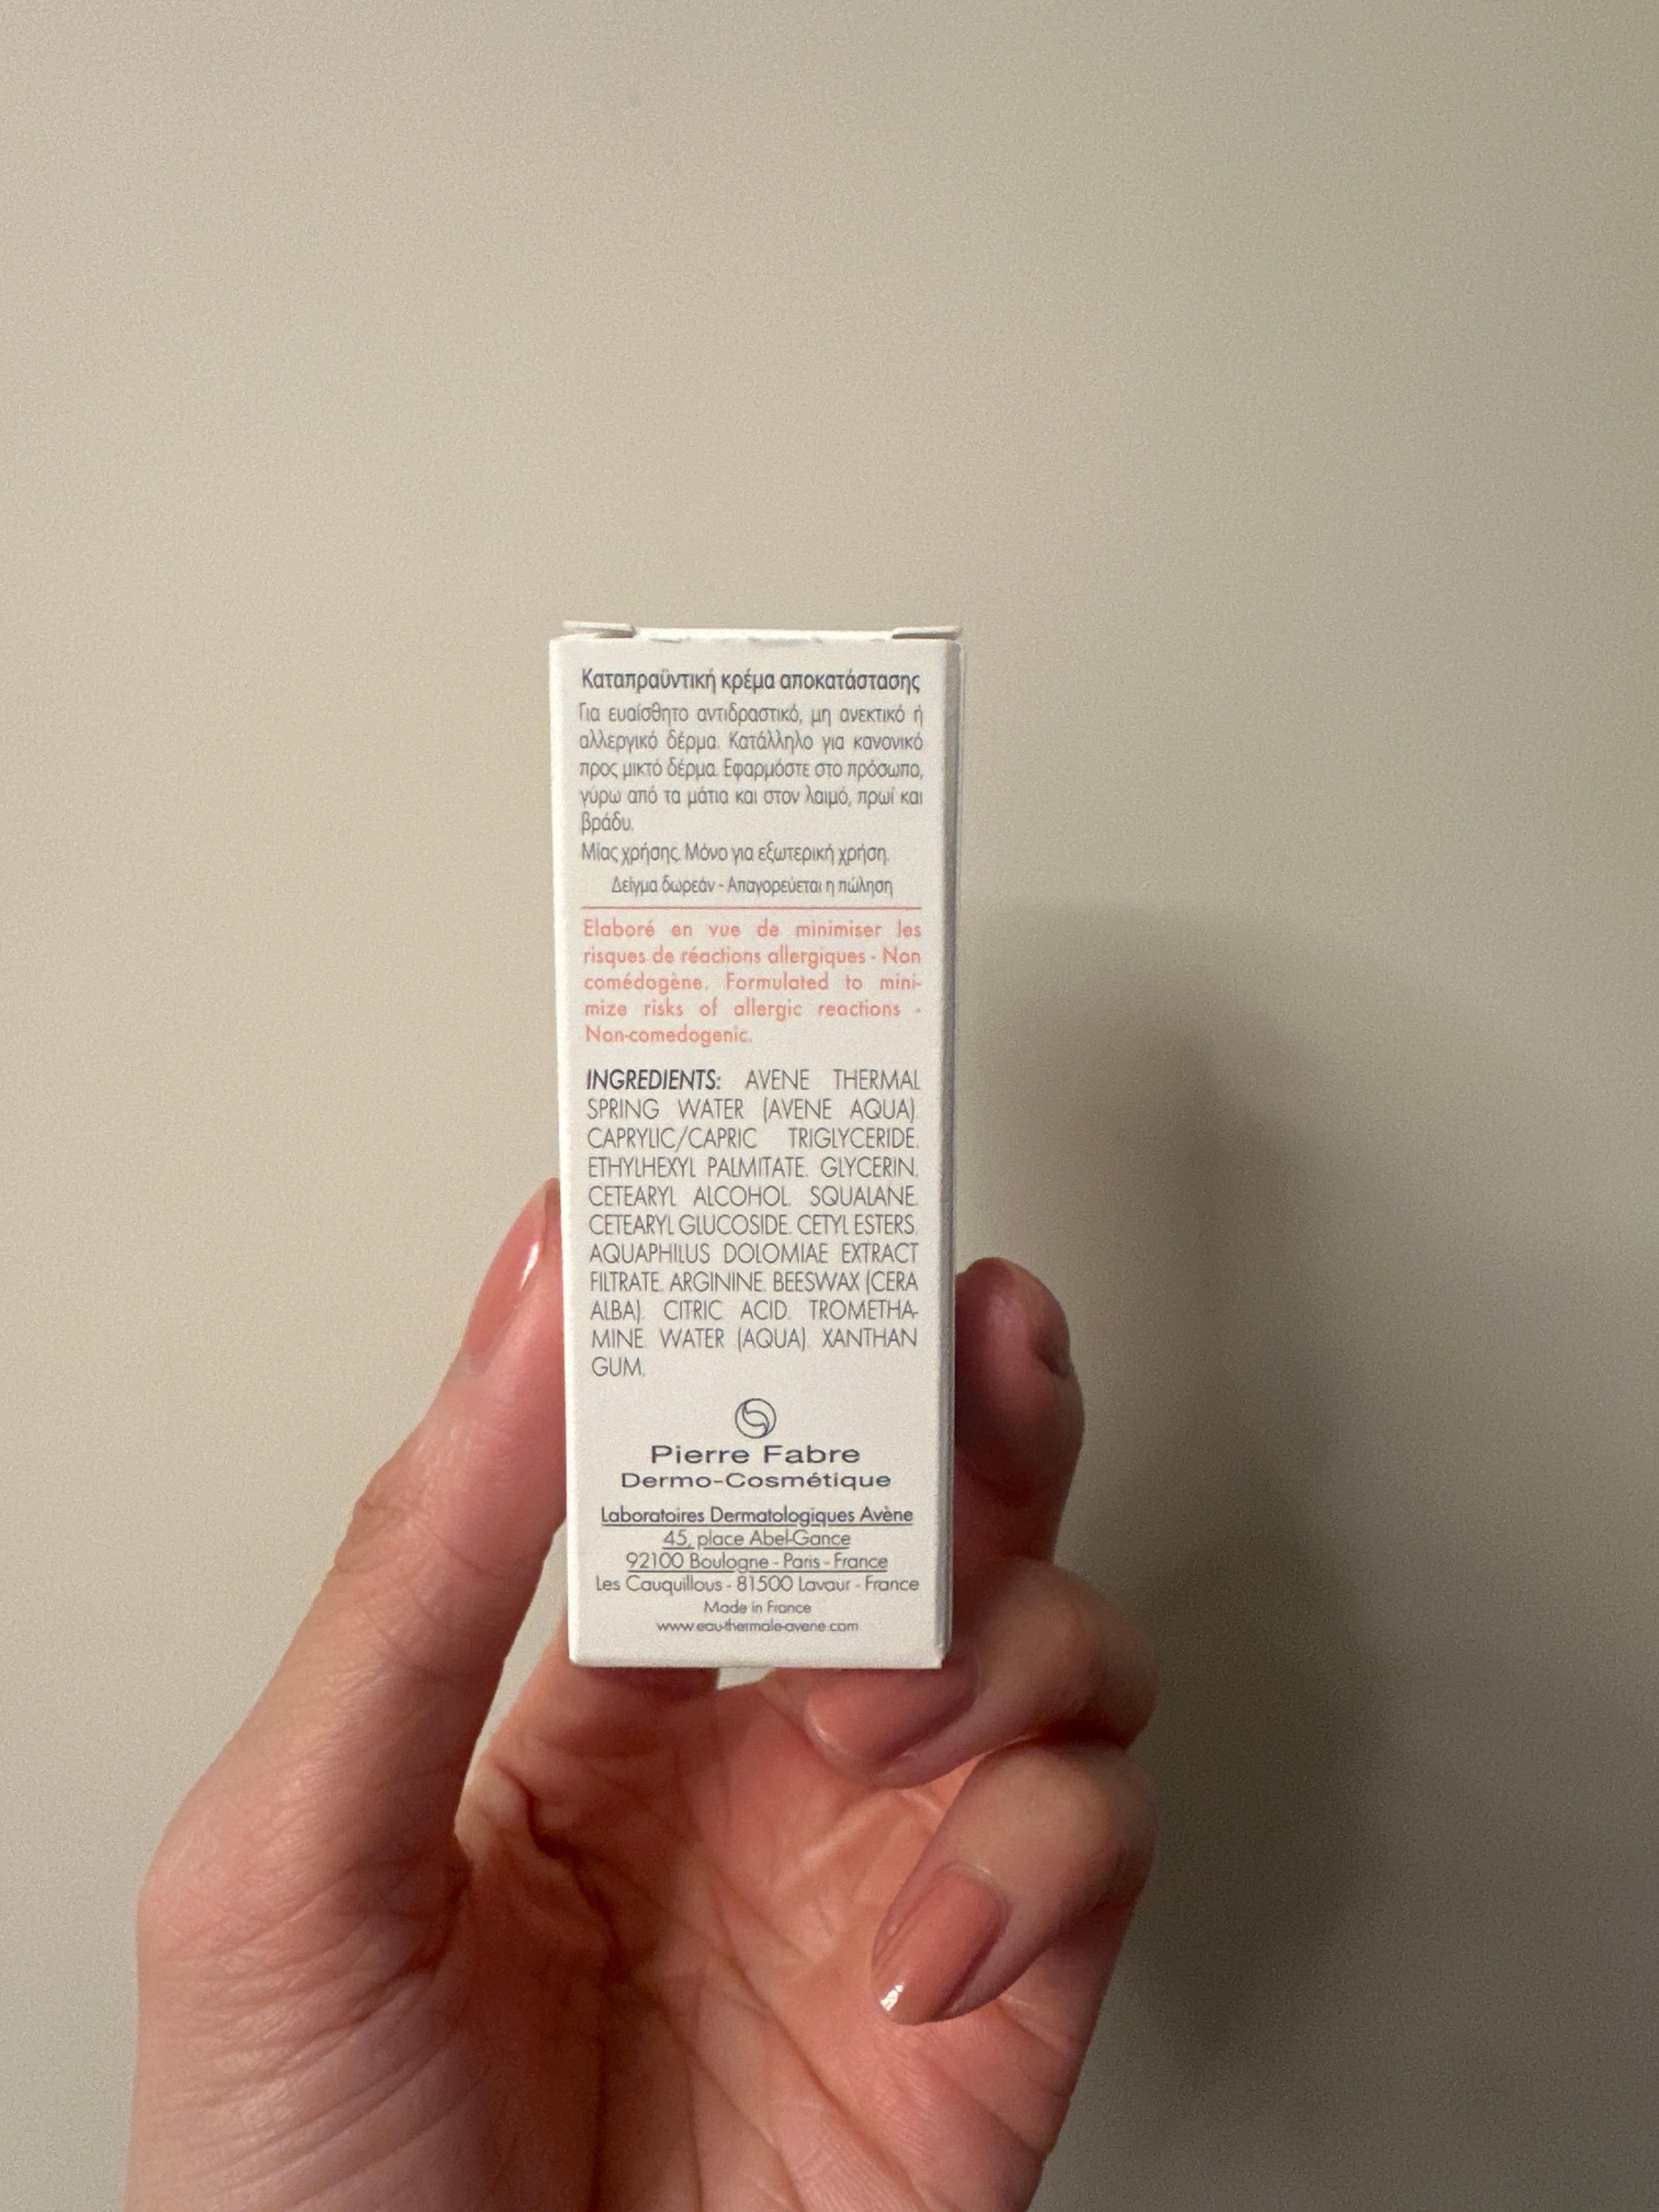 Καταπραϋντική κρέμα αποκατάστασης
Για ευαίσθητο αντιδραστικό, μη ανεκτικό ή
αλλεργικό δέρμα. Κατάλληλο για κανονικό
προς μικτό δέρμα. Εφαρμόστε στο πρόσωπο,
γύρω από τα μάτια και στον λαιμό, πρωί και
βράδυ.
Μίας χρήσης. Μόνο για εξωτερική χρήση.
Δείγμα δωρεάν - Απαγορεύεται η πώληση
Elaboré en vue de minimiser les
risques de réactions allergiques - Non
comédogène. Formulated to mini-
mize risks of allergic reactions -
Non-comedogenic.
INGREDIENTS: AVENE THERMAL
SPRING WATER (AVENE AQUA).
CAPRYLIC/CAPRIC TRIGLYCERIDE.
ETHYLHEXYL PALMITATE. GLYCERIN.
CETEARYL ALCOHOL. SQUALANE.
CETEARYL GLUCOSIDE. CETYL ESTERS.
AQUAPHILUS DOLOMIAE EXTRACT
FILTRATE. ARGININE. BEESWAX (CERA
ALBA). CITRIC ACID. TROMETHA-
MINE. WATER (AQUA). XANTHAN
GUM.
Pierre Fabre
Dermo-Cosmétique
Laboratoires Dermatologiques Avène
45, place Abel-Gance
92100 Boulogne - Paris - France
Les Cauquillous - 81500 Lavaur - France
Made in France
www.eau-thermale-avene.com